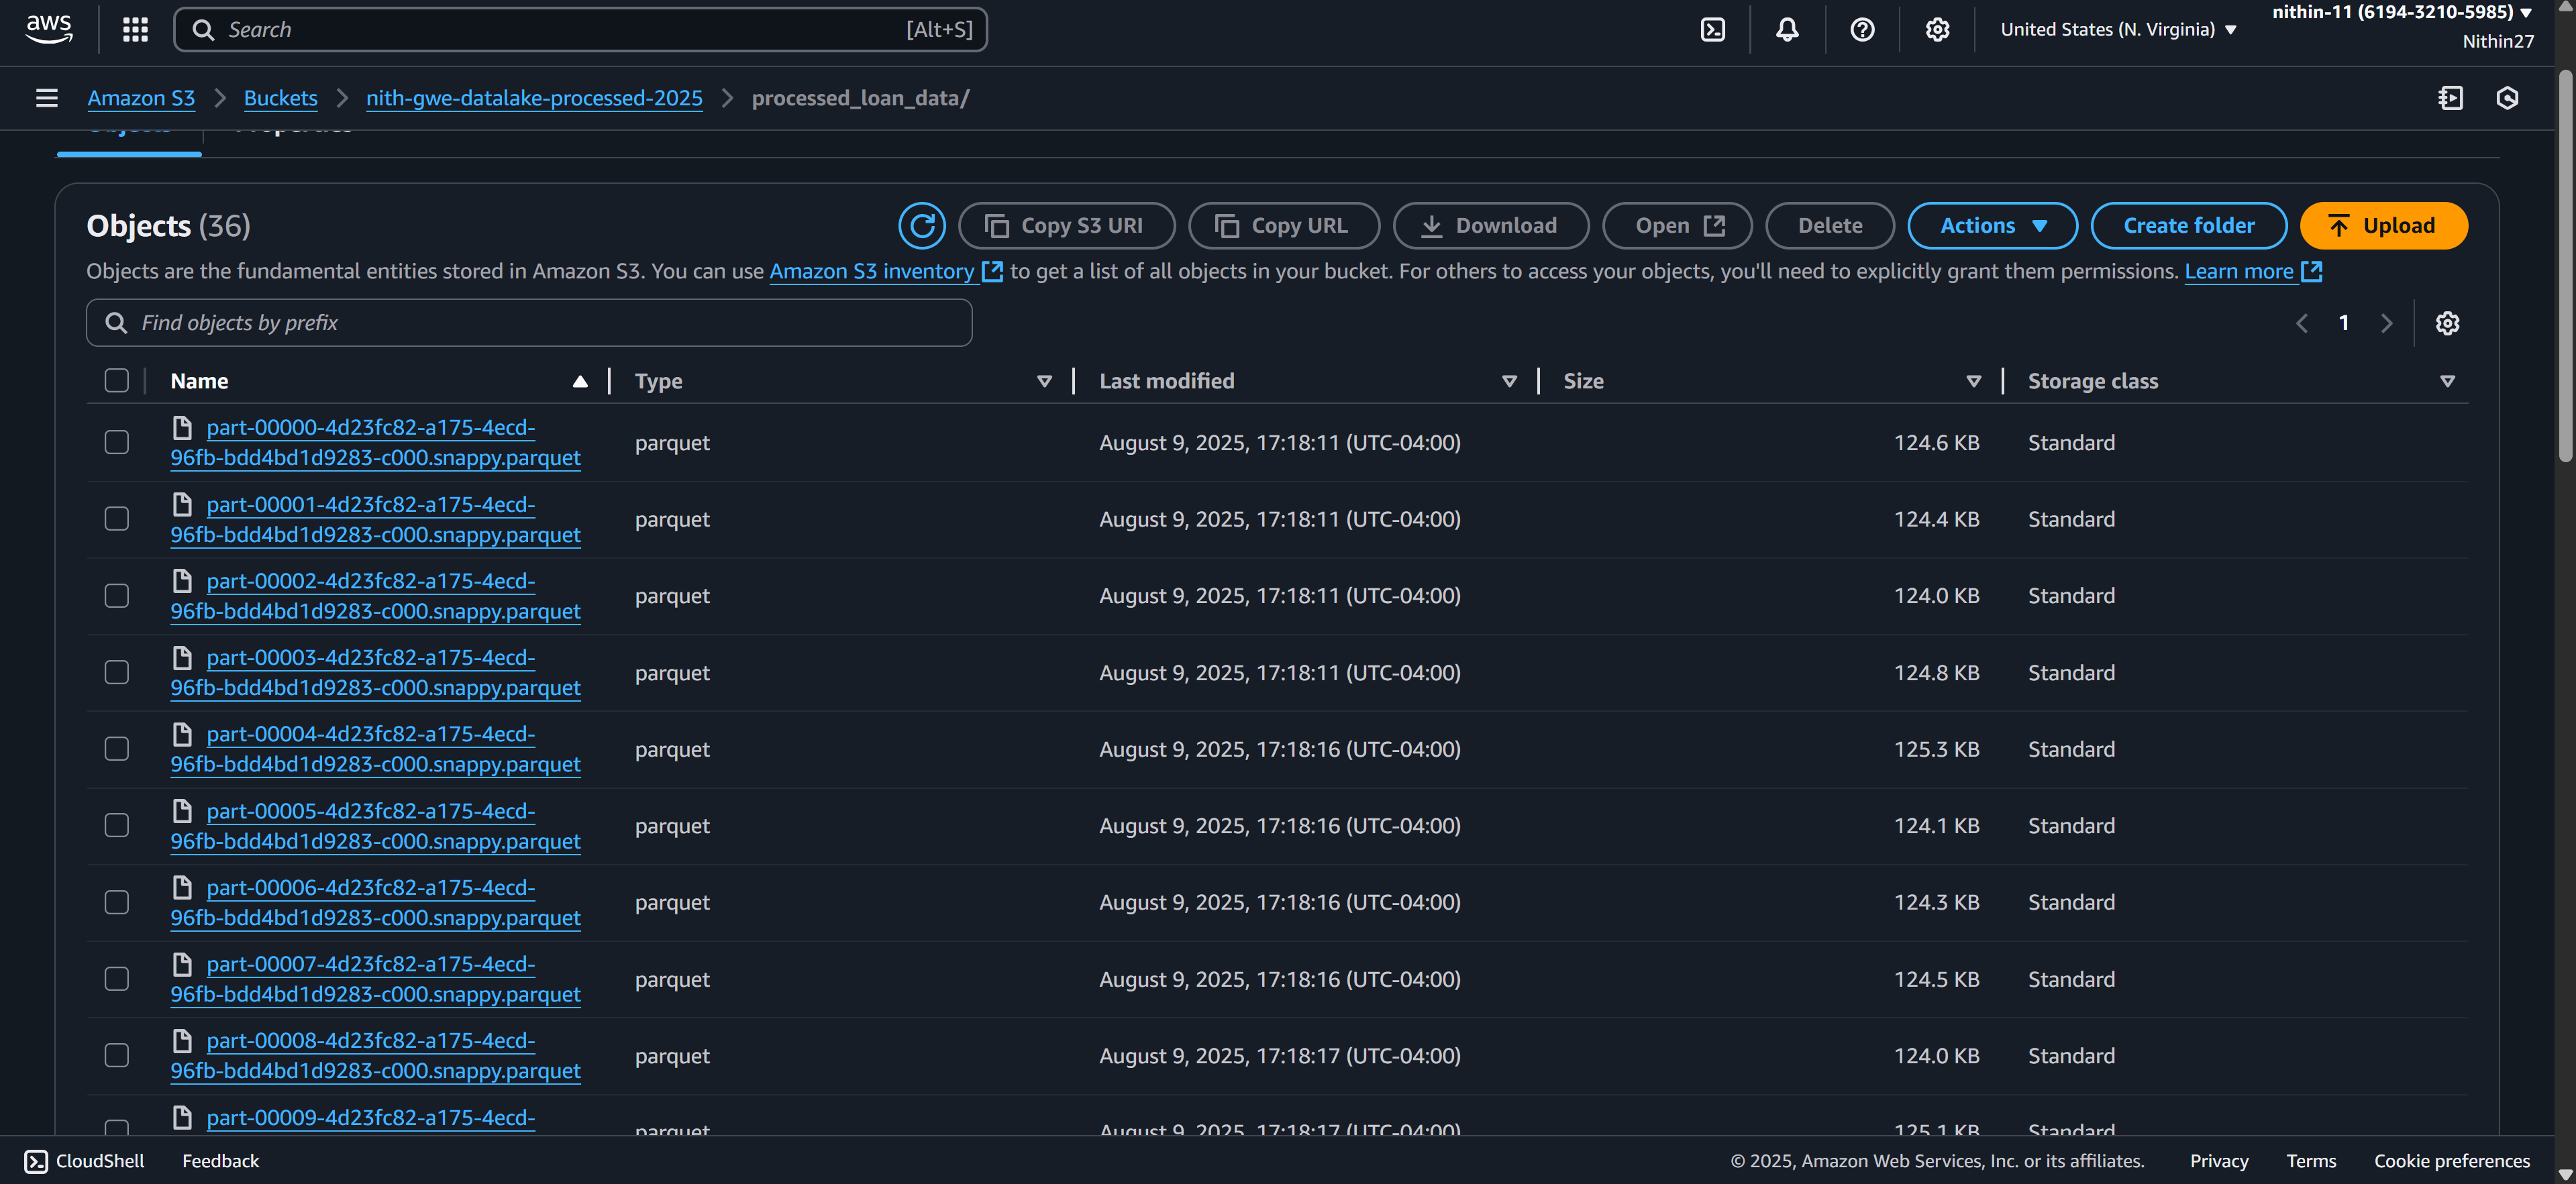 aws
Search [Alt+S]
United States (N. Virginia)
nithin-11 (6194-3210-5985)
Nithin27
Amazon S3 Buckets nith-gwe-datalake-processed-2025 processed_loan_data/
Objects Properties
Objects (36)
Copy S3 URI Copy URL Download Open Delete Actions Create folder Upload
Objects are the fundamental entities stored in Amazon S3. You can use Amazon S3 inventory to get a list of all objects in your bucket. For others to access your objects, you'll need to explicitly grant them permissions. Learn more
Find objects by prefix
1
Name Type Last modified Size Storage class
part-00000-4d23fc82-a175-4ecd-
96fb-bdd4bd1d9283-c000.snappy.parquet
parquet August 9, 2025, 17:18:11 (UTC-04:00) 124.6 KB Standard
part-00001-4d23fc82-a175-4ecd-
96fb-bdd4bd1d9283-c000.snappy.parquet
parquet August 9, 2025, 17:18:11 (UTC-04:00) 124.4 KB Standard
part-00002-4d23fc82-a175-4ecd-
96fb-bdd4bd1d9283-c000.snappy.parquet
parquet August 9, 2025, 17:18:11 (UTC-04:00) 124.0 KB Standard
part-00003-4d23fc82-a175-4ecd-
96fb-bdd4bd1d9283-c000.snappy.parquet
parquet August 9, 2025, 17:18:11 (UTC-04:00) 124.8 KB Standard
part-00004-4d23fc82-a175-4ecd-
96fb-bdd4bd1d9283-c000.snappy.parquet
parquet August 9, 2025, 17:18:16 (UTC-04:00) 125.3 KB Standard
part-00005-4d23fc82-a175-4ecd-
96fb-bdd4bd1d9283-c000.snappy.parquet
parquet August 9, 2025, 17:18:16 (UTC-04:00) 124.1 KB Standard
part-00006-4d23fc82-a175-4ecd-
96fb-bdd4bd1d9283-c000.snappy.parquet
parquet August 9, 2025, 17:18:16 (UTC-04:00) 124.3 KB Standard
part-00007-4d23fc82-a175-4ecd-
96fb-bdd4bd1d9283-c000.snappy.parquet
parquet August 9, 2025, 17:18:16 (UTC-04:00) 124.5 KB Standard
part-00008-4d23fc82-a175-4ecd-
96fb-bdd4bd1d9283-c000.snappy.parquet
parquet August 9, 2025, 17:18:17 (UTC-04:00) 124.0 KB Standard
part-00009-4d23fc82-a175-4ecd-
parquet August 9, 2025, 17:18:17 (UTC-04:00) 125.1 KB Standard
CloudShell Feedback © 2025, Amazon Web Services, Inc. or its affiliates. Privacy Terms Cookie preferences